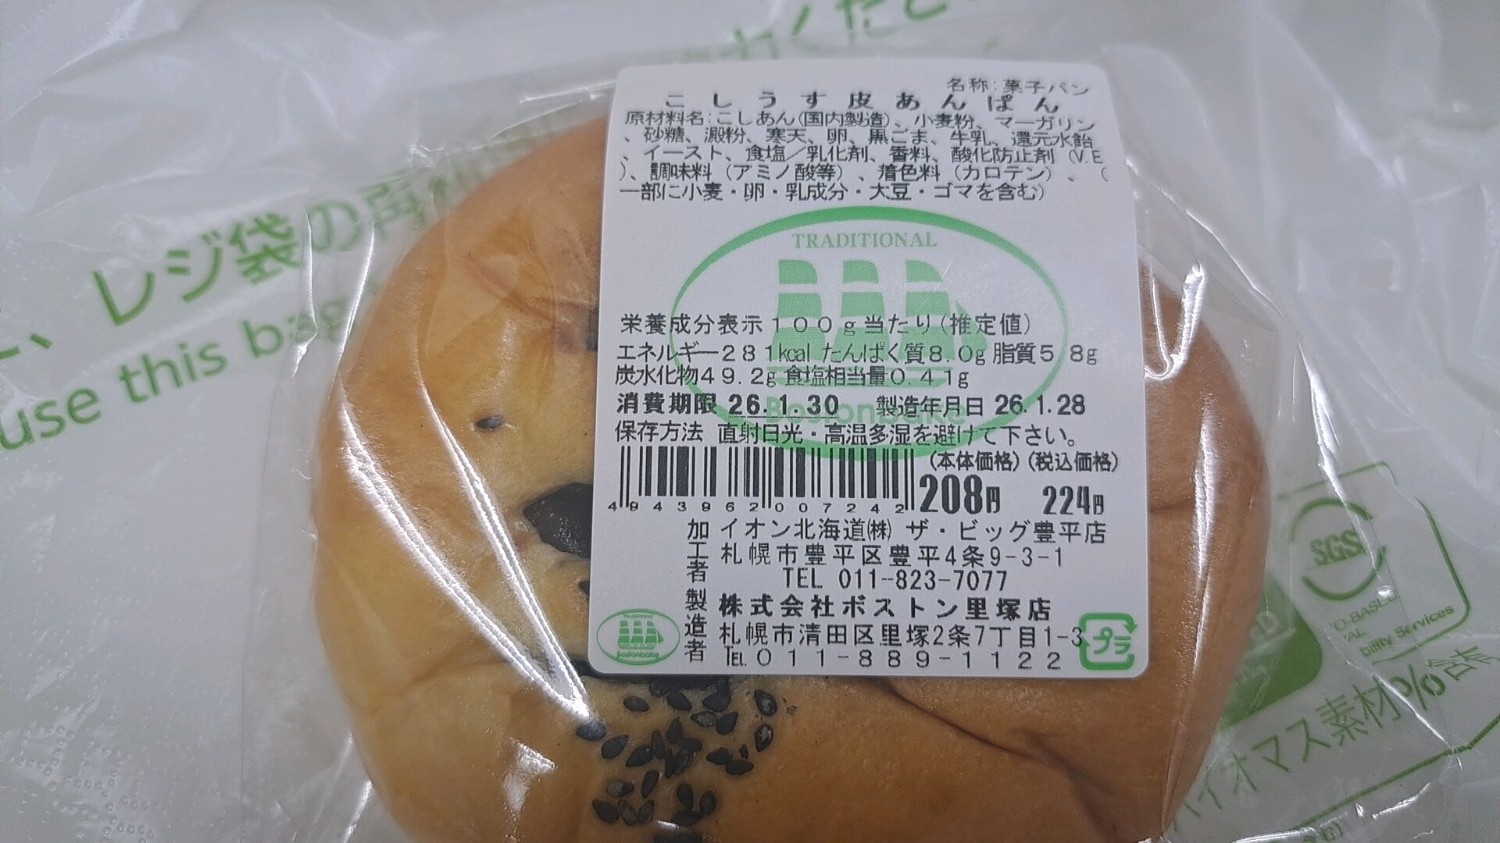 名称:菓子パン
こしうす皮あんぱん
原材料名:こしあん(国内製造)、小麦粉、マーガリン
、砂糖、澱粉、寒天、卵、黒ごま、牛乳、還元水飴
、イースト、食塩/乳化剤、香料、酸化防止剤(V.E
)、調味料(アミノ酸等)、着色料(カロテン)、(
一部に小麦・卵・乳成分・大豆・ゴマを含む)
TRADITIONAL
栄養成分表示100g当たり(推定値)
エネルギー281kcal たんぱく質8.0g 脂質5.8g
炭水化物49.2g 食塩相当量0.41g
消費期限 26.1.30 製造年月日 26.1.28
Bostonbake
保存方法 直射日光・高温多湿を避けて下さい。
(本体価格)(税込価格)
208円 224円
4943962007242
加工者 イオン北海道(株) ザ・ビッグ豊平店
札幌市豊平区豊平4条9-3-1
TEL 011-823-7077
製造者 株式会社ボストン里塚店
札幌市清田区里塚2条7丁目1-3
TEL.011-889-1122
プラ
レジ袋の再利
use this bag
SGS
bility Services
イオマス素材
%